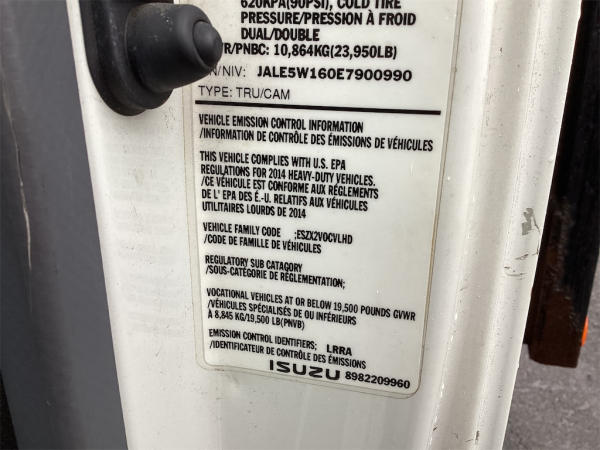 620KPA(90PSI), COLD TIRE
PRESSURE/PRESSION À FROID
DUAL/DOUBLE
R/PNBC: 10,864KG(23,950LB)
N/NIV: JALE5W160E7900990
TYPE: TRU/CAM
VEHICLE EMISSION CONTROL INFORMATION
/INFORMATION DE CONTRÔLE DES ÉMISSIONS DE VÉHICULES
THIS VEHICLE COMPLIES WITH U.S. EPA
REGULATIONS FOR 2014 HEAVY-DUTY VEHICLES.
/CE VÉHICULE EST CONFORME AUX RÉGLEMENTS
DE L' EPA DES É.-U. RELATIFS AUX VÉHICULES
UTILITAIRES LOURDS DE 2014
VEHICLE FAMILY CODE :ESZX2VOCVLHD
/CODE DE FAMILLE DE VÉHICULES
REGULATORY SUB CATAGORY
/SOUS-CATÉGORIE DE RÉGLEMENTATION;
VOCATIONAL VEHICLES AT OR BELOW 19,500 POUNDS GVWR
/VÉHICULES SPÉCIALISÉS DE OU INFÉRIEURS
À 8,845 KG/19,500 LB(PNVB)
EMISSION CONTROL IDENTIFIERS; LRRA
/IDENTIFICATEUR DE CONTRÔLE DES ÉMISSIONS
ISUZU 8982209960